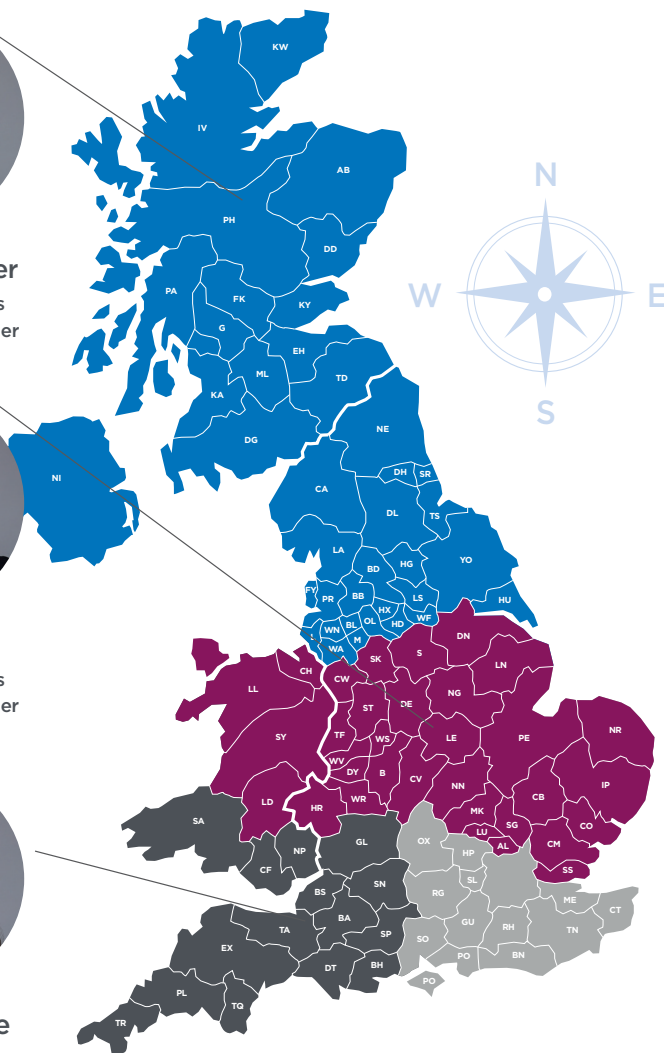 KW
IV
AB
N
PH
DD
er
PA
FK
KY
W
E
s
G
er
EH
ML
TD
S
KA
NE
DG
DH
SR
NI
CA
DL
TS
LA
HG
YO
BD
FY
PR
BB
LS
HU
HX
OL
BL
WN
HD
WF
M
L
WA
DN
S
SK
LN
CH
CW
s
LL
DE
NG
er
ST
NR
SY
TF
WS
LE
PE
WV
DY
B
CV
NN
IP
LD
HR
WR
CB
MK
SG
CO
SA
LU
GL
OX
AL
CM
NP
HP
CF
SS
SL
SN
BS
RG
ME
CT
BA
GU
RH
TN
TA
SP
SO
EX
PO
BN
DT
BH
PO
PL
TQ
TR
e